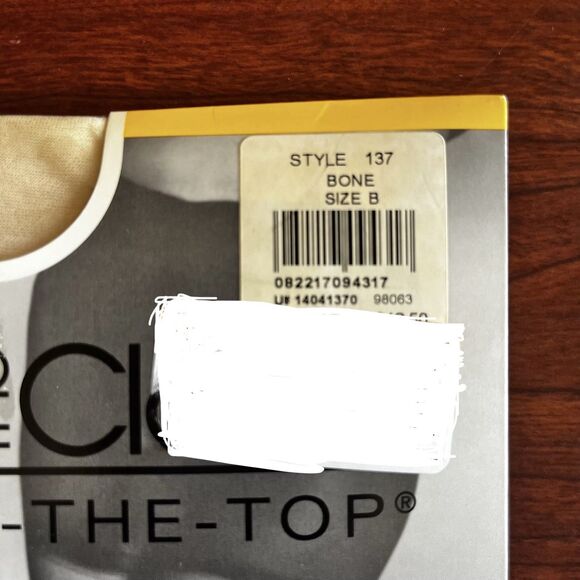 STYLE 137
BONE
SIZE B
082217094317
U# 14041370 98063
-THE-TOP®